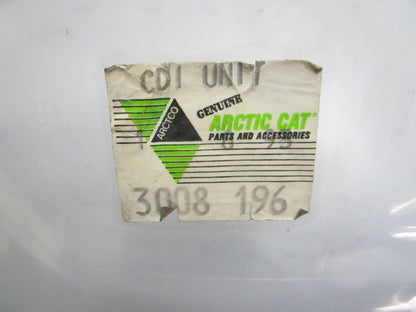 CDI UNIT
GENUINE
ARCTCO
ARCTIC CAT
PARTS AND ACCESSORIES
3008 196